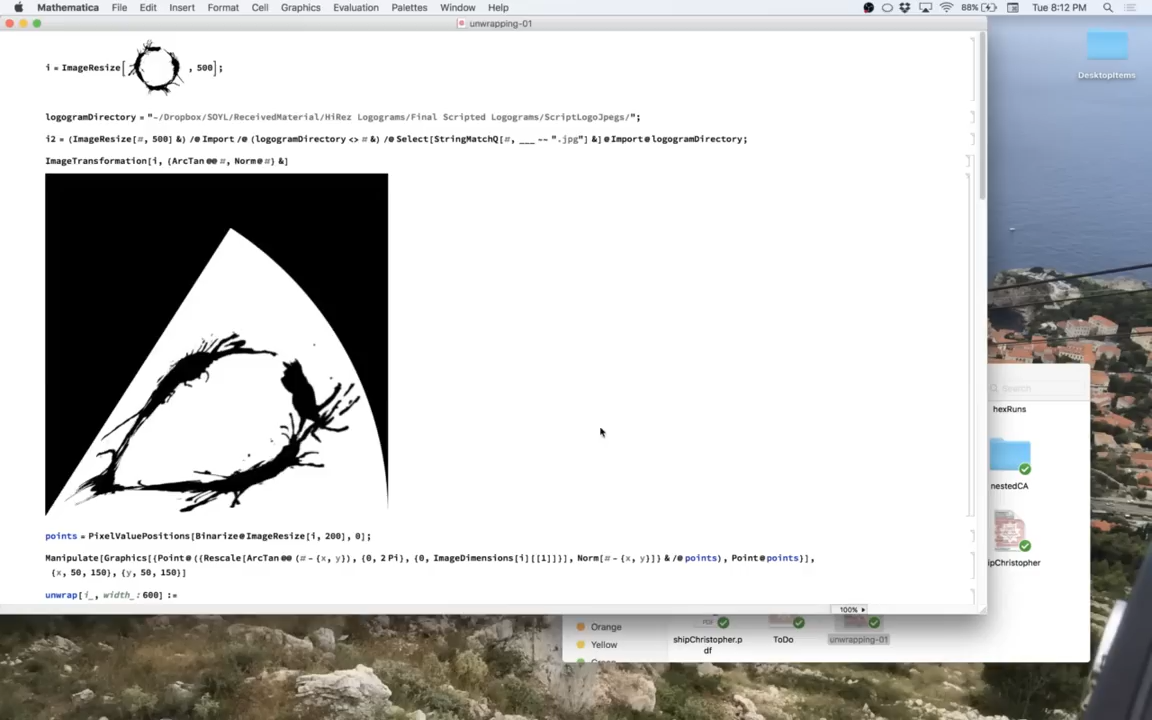 Mathematica File Edit Insert Format Cell Graphics Evaluation Palettes Window Help 88% Tue 8:12 PM
unwrapping-01
i = ImageResize[ , 500];
logogramDirectory = "~/Dropbox/SOYL/ReceivedMaterial/HiRez Logograms/Final Scripted Logograms/ScriptLogoJpegs/";
i2 = (ImageResize[#, 500] &) /@ Import /@ (logogramDirectory <> # &) /@ Select[StringMatchQ[#, ___ ~~ ".jpg"] &]@Import@logogramDirectory;
ImageTransformation[i, {ArcTan @@ #, Norm@#} &]
points = PixelValuePositions[Binarize@ImageResize[i, 200], 0];
Manipulate[Graphics[{Point@({Rescale[ArcTan @@ (# - {x, y}), {0, 2 Pi}, {0, ImageDimensions[i][[1]]}], Norm[# - {x, y}]} & /@ points), Point@points}],
{x, 50, 150}, {y, 50, 150}]
unwrap[i_, width_: 600] :=
100%
DesktopItems
Search
hexRuns
nestedCA
ipChristopher
Orange
Yellow
shipChristopher.p
df
ToDo
unwrapping-01